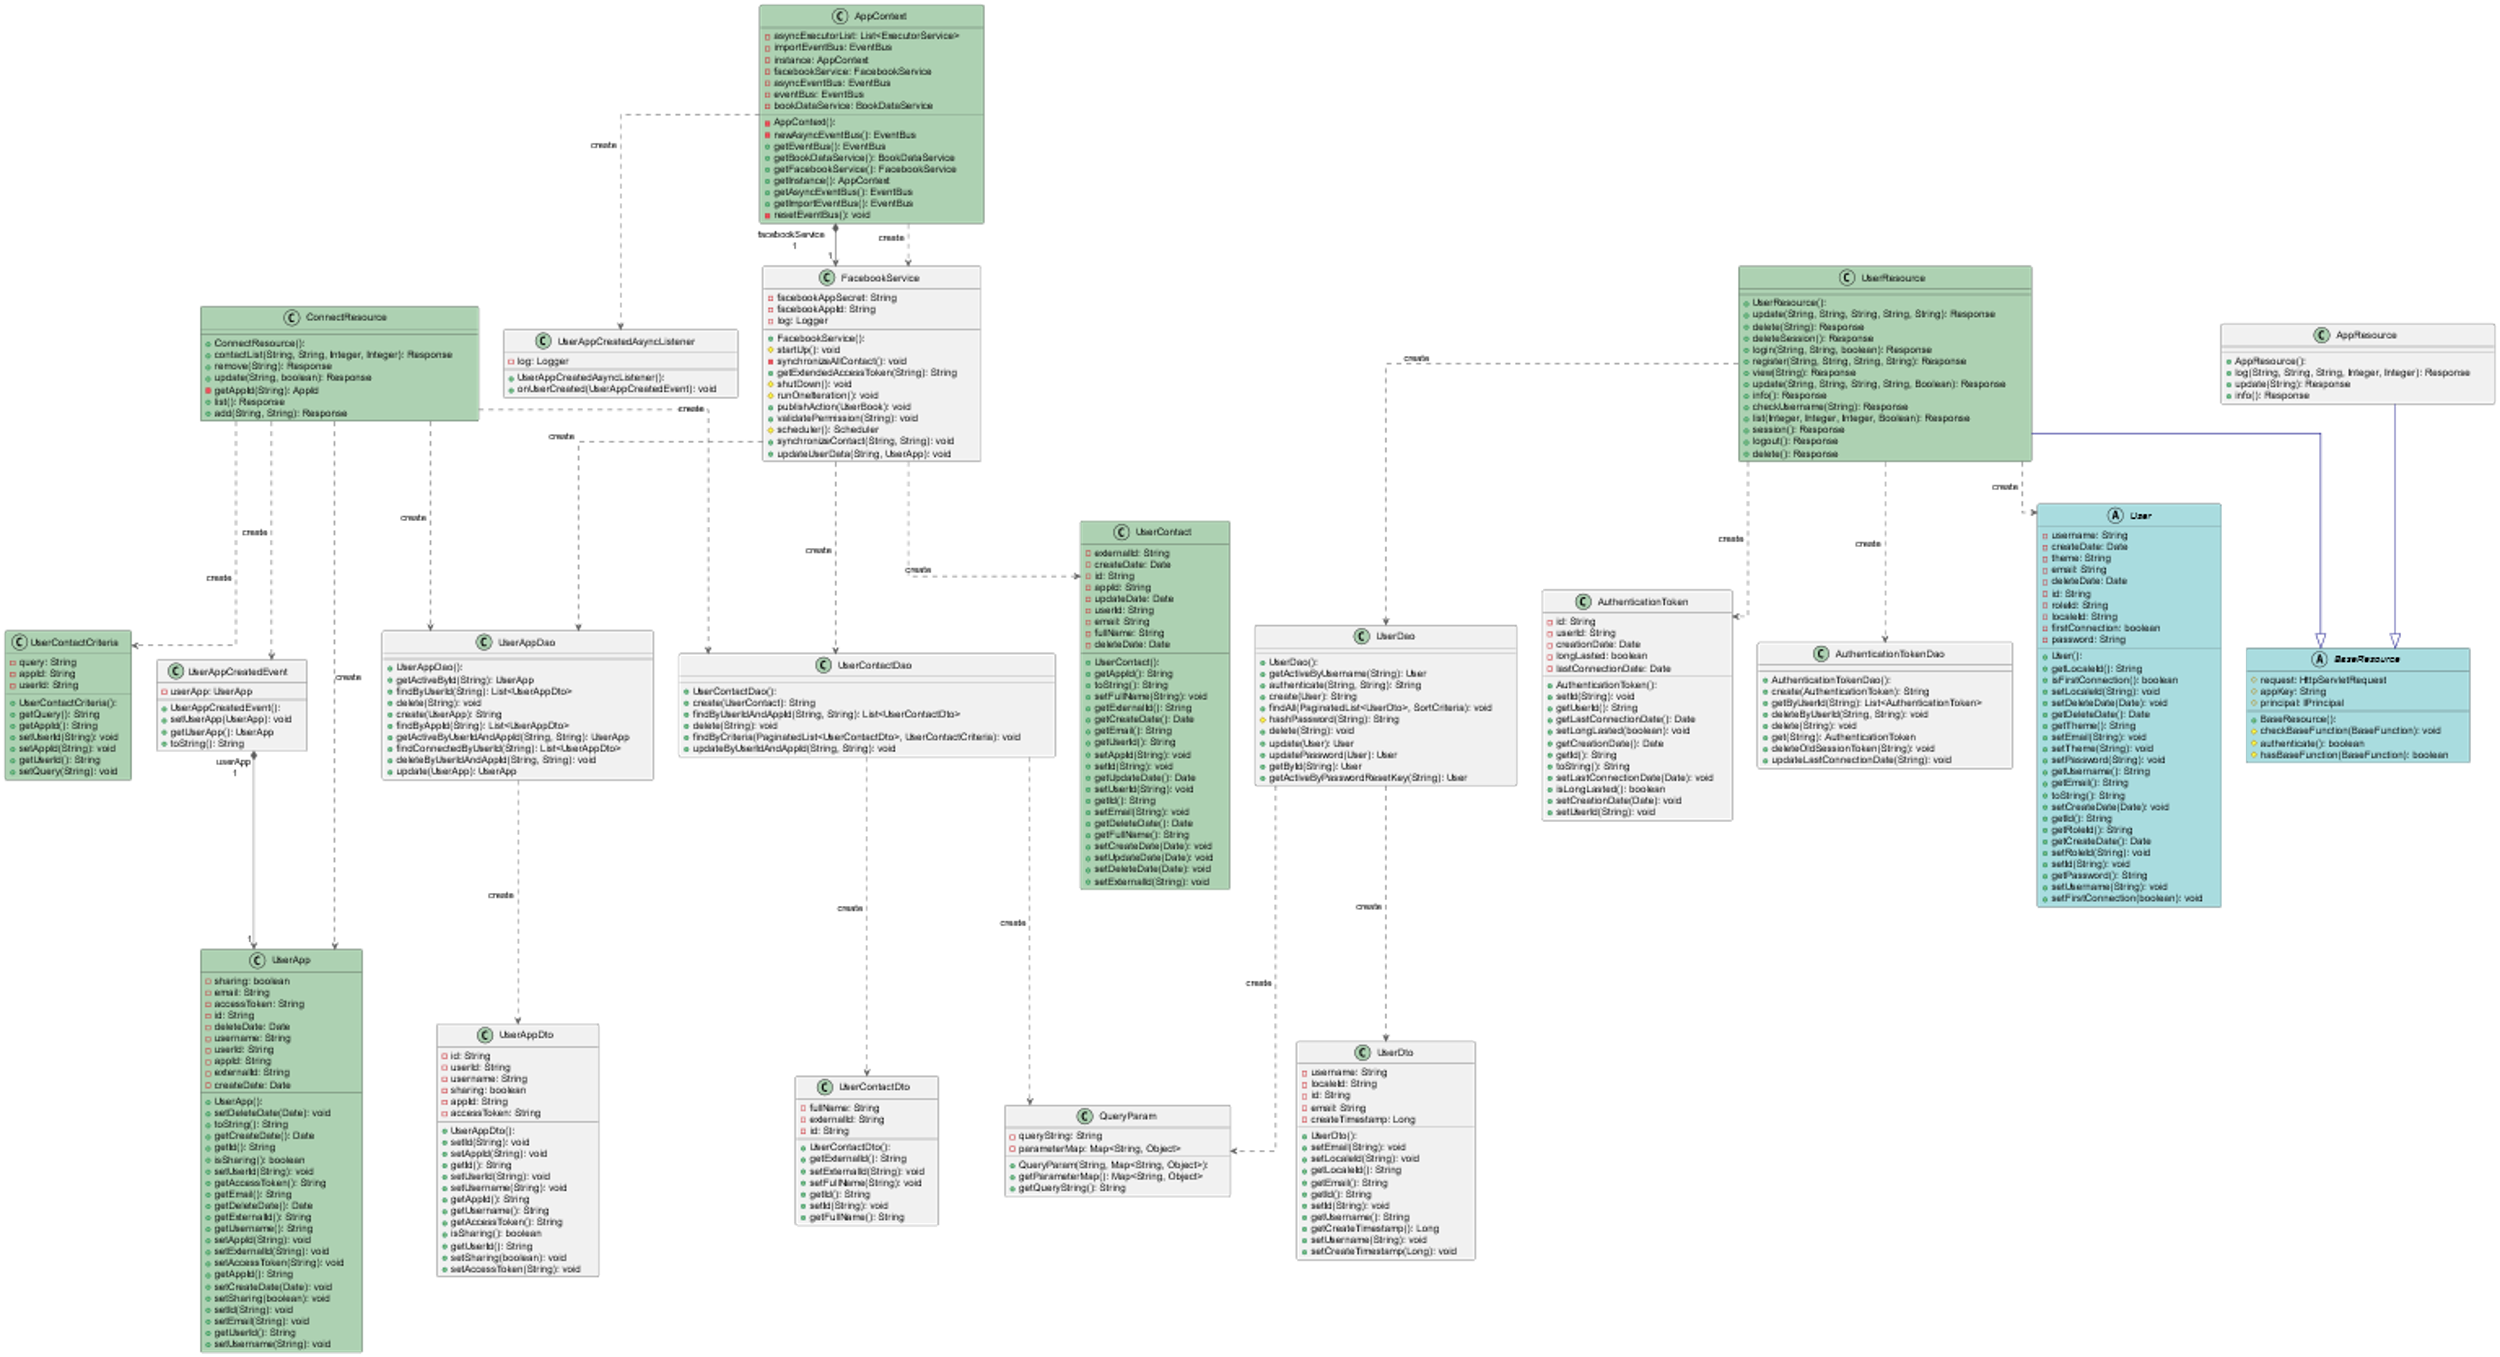 AppContext
asyncExecutorList: List<ExecutorService>
importEventBus: EventBus
instance: AppContext
facebookService: FacebookService
asyncEventBus: EventBus
eventBus: EventBus
bookDataService: BookDataService
AppContext():
newAsyncEventBus(): EventBus
getEventBus(): EventBus
getBookDataService(): BookDataService
getFacebookService(): FacebookService
getInstance(): AppContext
getAsyncEventBus(): EventBus
getImportEventBus(): EventBus
resetEventBus(): void
create
facebookService
1
1
create
FacebookService
facebookAppSecret: String
facebookAppId: String
log: Logger
FacebookService():
startUp(): void
synchronizeAllContact(): void
getExtendedAccessToken(String): String
shutDown(): void
runOneIteration(): void
publishAction(UserBook): void
validatePermission(String): void
scheduler(): Scheduler
synchronizeContact(String, String): void
updateUserData(String, UserApp): void
UserResource
UserResource():
update(String, String, String, String, String): Response
delete(String): Response
deleteSession(): Response
login(String, String, boolean): Response
register(String, String, String, String): Response
view(String): Response
update(String, String, String, String, Boolean): Response
info(): Response
checkUsername(String): Response
list(Integer, Integer, Integer, Boolean): Response
session(): Response
logout(): Response
delete(): Response
ConnectResource
ConnectResource():
contactList(String, String, Integer, Integer): Response
remove(String): Response
update(String, boolean): Response
getAppId(String): AppId
list(): Response
add(String, String): Response
UserAppCreatedAsyncListener
log: Logger
UserAppCreatedAsyncListener():
onUserCreated(UserAppCreatedEvent): void
AppResource
AppResource():
log(String, String, String, Integer, Integer): Response
update(String): Response
info(): Response
create
create
create
create
create
create
create
create
create
create
create
create
create
UserContact
externalId: String
createDate: Date
id: String
appId: String
updateDate: Date
userId: String
email: String
fullName: String
deleteDate: Date
UserContact():
getAppId(): String
toString(): String
setFullName(String): void
getExternalId(): String
getCreateDate(): Date
getEmail(): String
getUserId(): String
setAppId(String): void
setId(String): void
getUpdateDate(): Date
setUserId(String): void
getId(): String
setEmail(String): void
getDeleteDate(): Date
getFullName(): String
setCreateDate(Date): void
setUpdateDate(Date): void
setDeleteDate(Date): void
setExternalId(String): void
User
username: String
createDate: Date
theme: String
email: String
deleteDate: Date
id: String
roleId: String
localeId: String
firstConnection: boolean
password: String
User():
getLocaleId(): String
isFirstConnection(): boolean
setLocaleId(String): void
setDeleteDate(Date): void
getDeleteDate(): Date
getTheme(): String
setEmail(String): void
setTheme(String): void
setPassword(String): void
getUsername(): String
getEmail(): String
toString(): String
setCreateDate(Date): void
getId(): String
getRoleId(): String
getCreateDate(): Date
setRoleId(String): void
setId(String): void
getPassword(): String
setUsername(String): void
setFirstConnection(boolean): void
AuthenticationToken
id: String
userId: String
creationDate: Date
longLasted: boolean
lastConnectionDate: Date
AuthenticationToken():
setId(String): void
getUserId(): String
getLastConnectionDate(): Date
setLongLasted(boolean): void
getCreationDate(): Date
getId(): String
toString(): String
setLastConnectionDate(Date): void
isLongLasted(): boolean
setCreationDate(Date): void
setUserId(String): void
UserContactCriteria
query: String
appId: String
userId: String
UserContactCriteria():
getQuery(): String
getAppId(): String
setUserId(String): void
setAppId(String): void
getUserId(): String
setQuery(String): void
UserAppCreatedEvent
userApp: UserApp
UserAppCreatedEvent():
setUserApp(UserApp): void
getUserApp(): UserApp
toString(): String
userApp
1
1
UserAppDao
UserAppDao():
getActiveById(String): UserApp
findByUserId(String): List<UserAppDto>
delete(String): void
create(UserApp): String
findByAppId(String): List<UserAppDto>
getActiveByUserIdAndAppId(String, String): UserApp
findConnectedByUserId(String): List<UserAppDto>
deleteByUserIdAndAppId(String, String): void
update(UserApp): UserApp
UserContactDao
UserContactDao():
create(UserContact): String
findByUserIdAndAppId(String, String): List<UserContactDto>
delete(String): void
findByCriteria(PaginatedList<UserContactDto>, UserContactCriteria): void
updateByUserIdAndAppId(String, String): void
UserDao
UserDao():
getActiveByUsername(String): User
authenticate(String, String): String
create(User): String
findAll(PaginatedList<UserDto>, SortCriteria): void
hashPassword(String): String
delete(String): void
update(User): User
updatePassword(User): User
getById(String): User
getActiveByPasswordResetKey(String): User
AuthenticationTokenDao
AuthenticationTokenDao():
create(AuthenticationToken): String
getByUserId(String): List<AuthenticationToken>
deleteByUserId(String, String): void
delete(String): void
get(String): AuthenticationToken
deleteOldSessionToken(String): void
updateLastConnectionDate(String): void
BaseResource
request: HttpServletRequest
appKey: String
principal: IPrincipal
BaseResource():
checkBaseFunction(BaseFunction): void
authenticate(): boolean
hasBaseFunction(BaseFunction): boolean
create
create
create
create
create
UserApp
sharing: boolean
email: String
accessToken: String
id: String
deleteDate: Date
username: String
userId: String
appId: String
externalId: String
createDate: Date
UserApp():
setDeleteDate(Date): void
toString(): String
getCreateDate(): Date
getId(): String
isSharing(): boolean
setUserId(String): void
getAccessToken(): String
getEmail(): String
getDeleteDate(): Date
getExternalId(): String
getUsername(): String
setAppId(String): void
setExternalId(String): void
setAccessToken(String): void
getAppId(): String
setCreateDate(Date): void
setSharing(boolean): void
setId(String): void
setEmail(String): void
getUserId(): String
setUsername(String): void
UserAppDto
id: String
userId: String
username: String
sharing: boolean
appId: String
accessToken: String
UserAppDto():
setId(String): void
setAppId(String): void
getId(): String
setUserId(String): void
setUsername(String): void
getAppId(): String
getUsername(): String
getAccessToken(): String
isSharing(): boolean
getUserId(): String
setSharing(boolean): void
setAccessToken(String): void
UserContactDto
fullName: String
externalId: String
id: String
UserContactDto():
getExternalId(): String
setExternalId(String): void
setFullName(String): void
getId(): String
setId(String): void
getFullName(): String
QueryParam
queryString: String
parameterMap: Map<String, Object>
QueryParam(String, Map<String, Object>):
getParameterMap(): Map<String, Object>
getQueryString(): String
UserDto
username: String
localeId: String
id: String
email: String
createTimestamp: Long
UserDto():
setEmail(String): void
setLocaleId(String): void
getLocaleId(): String
getEmail(): String
getId(): String
setId(String): void
getUsername(): String
getCreateTimestamp(): Long
setUsername(String): void
setCreateTimestamp(Long): void